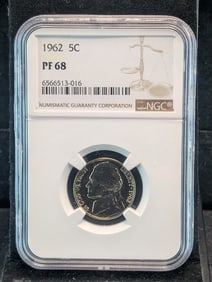 1962 5C
PF 68
6566513-016
NUMISMATIC GUARANTY CORPORATION
NGC